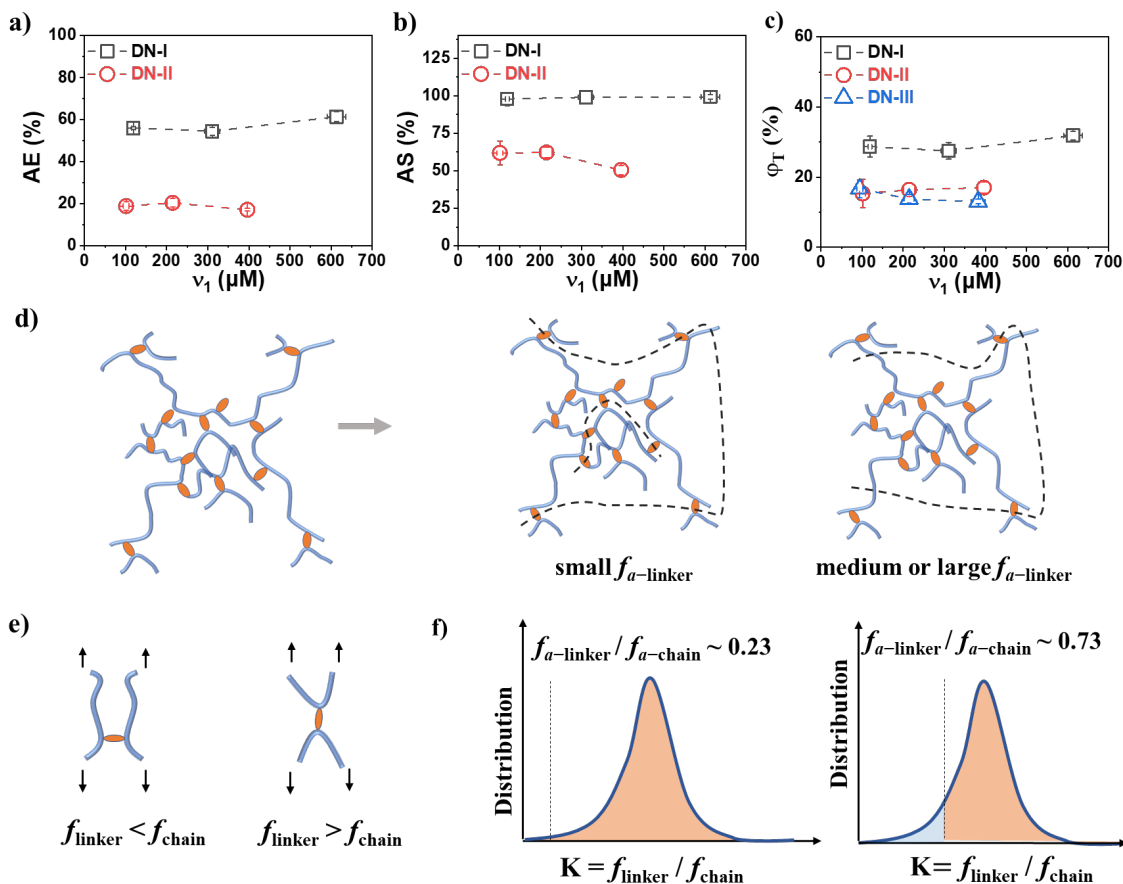 a)
DN-I
DN-II
AE (%)
100
80
60
40
20
0
0 100 200 300 400 500 600 700
ν₁ (µM)
b)
DN-I
DN-II
AS (%)
125
100
75
50
25
0
0 100 200 300 400 500 600 700
ν₁ (µM)
c)
DN-I
DN-II
DN-III
φT (%)
60
40
20
0
0 100 200 300 400 500 600 700
ν₁ (µM)
d)
small fa−linker
medium or large fa−linker
e)
flinker < fchain
flinker > fchain
f)
fa−linker / fa−chain ~ 0.23
Distribution
K = flinker / fchain
fa−linker / fa−chain ~ 0.73
Distribution
K= flinker / fchain